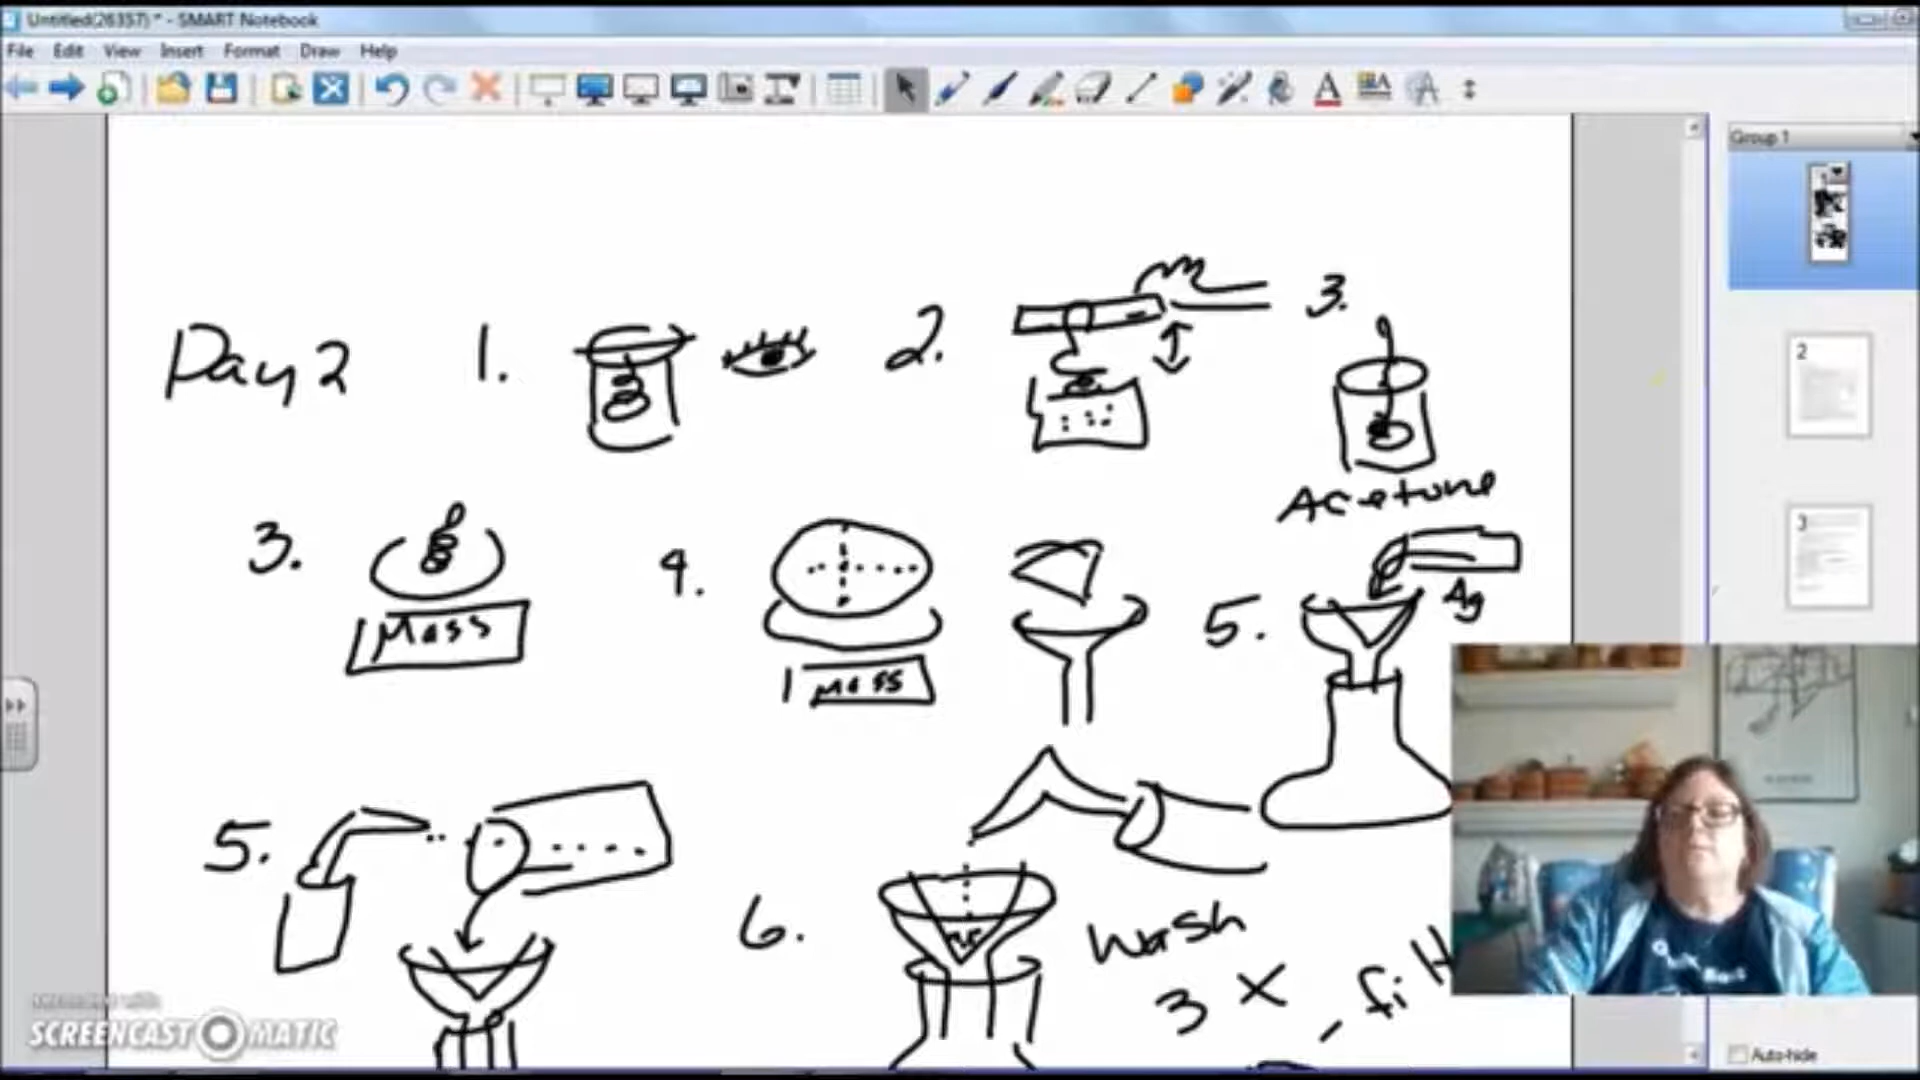 Untitled(26357) * - SMART Notebook
File Edit View Insert Format Draw Help
Group 1
Day 2 1. 2. 3.
Acetone
3. 4. 5. Ag
Mass Mass
2
3
5. 6. Wash
3 X , filt
SCREENCAST MATIC
Auto-hide